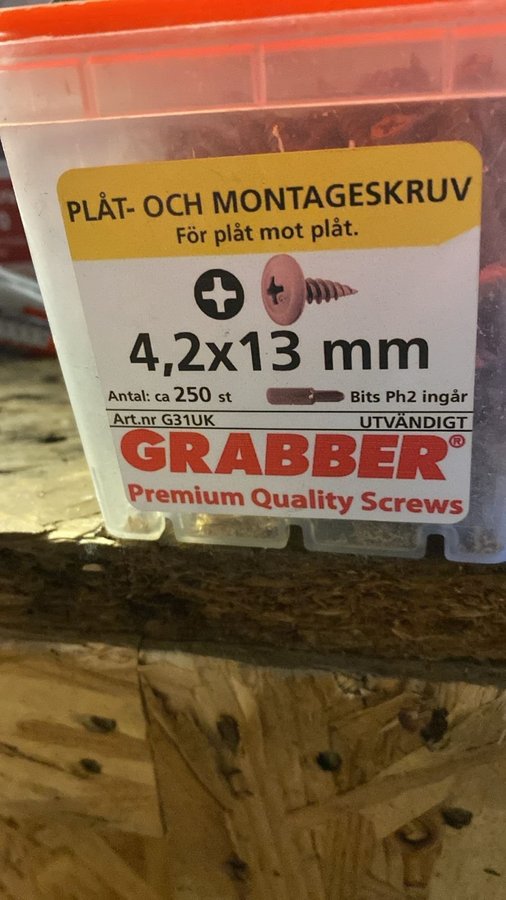 PLÅT- OCH MONTAGESKRUV
För plåt mot plåt.
4,2x13 mm
Antal: ca 250 st
Bits Ph2 ingår
Art.nr G31UK
UTVÄNDIGT
GRABBER®
Premium Quality Screws